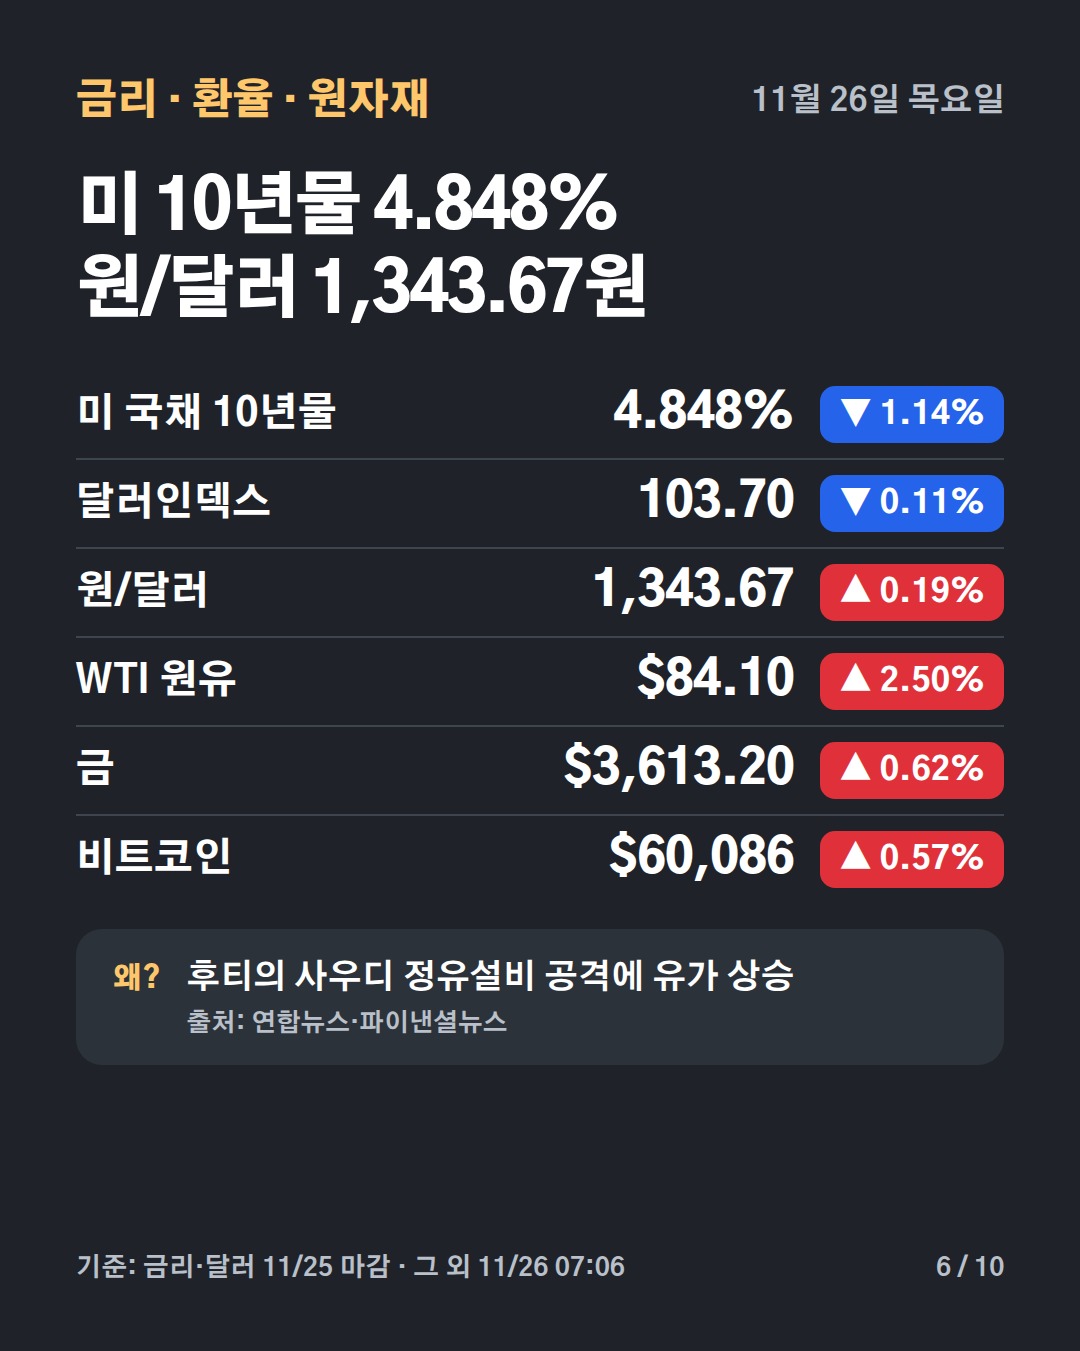 금리 · 환율 · 원자재
11월 26일 목요일
미 10년물 4.848%
원/달러 1,343.67원
미 국채 10년물 4.848% ▼ 1.14%
달러인덱스 103.70 ▼ 0.11%
원/달러 1,343.67 ▲ 0.19%
WTI 원유 $84.10 ▲ 2.50%
금 $3,613.20 ▲ 0.62%
비트코인 $60,086 ▲ 0.57%
왜? 후티의 사우디 정유설비 공격에 유가 상승
출처: 연합뉴스·파이낸셜뉴스
기준: 금리·달러 11/25 마감 · 그 외 11/26 07:06
6 / 10